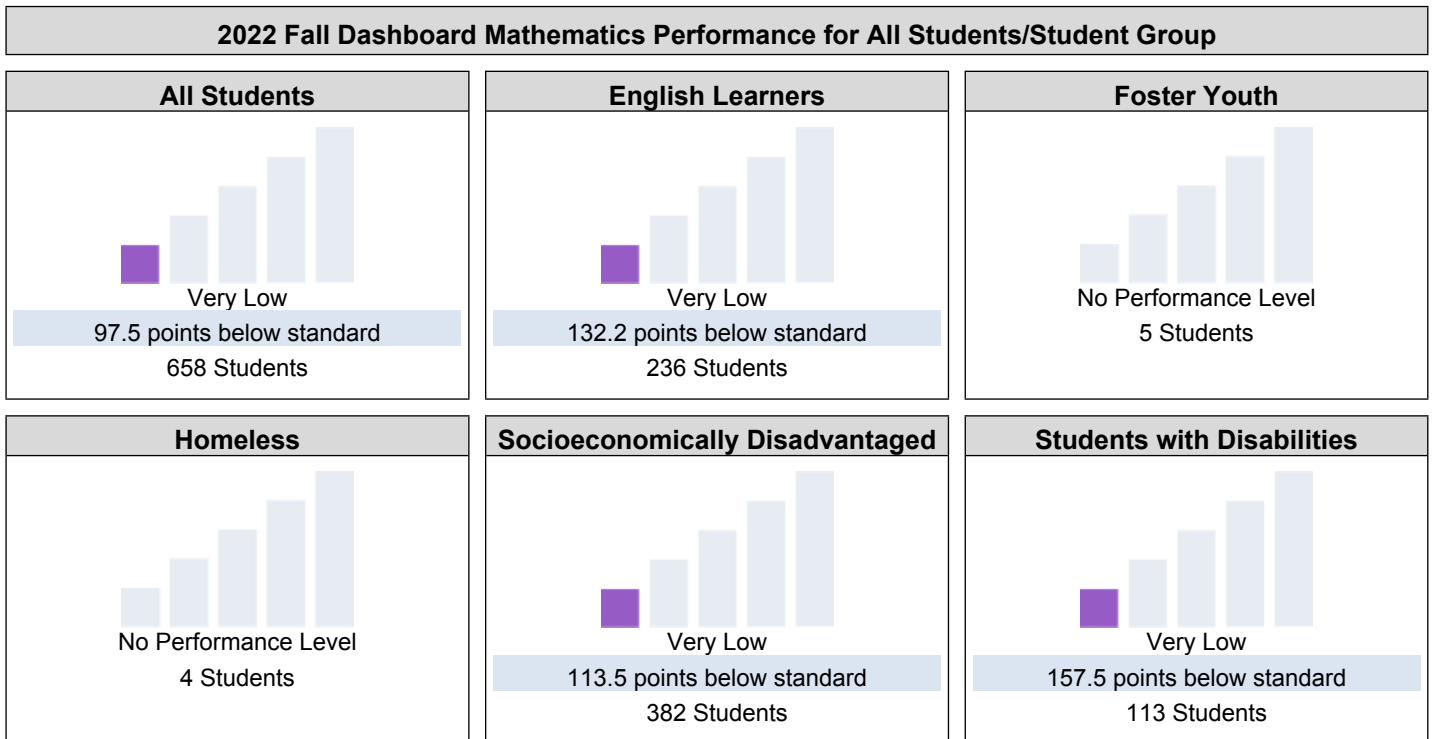 2022 Fall Dashboard Mathematics Performance for All Students/Student Group
All Students
Very Low
97.5 points below standard
658 Students
English Learners
Very Low
132.2 points below standard
236 Students
Foster Youth
No Performance Level
5 Students
Homeless
No Performance Level
4 Students
Socioeconomically Disadvantaged
Very Low
113.5 points below standard
382 Students
Students with Disabilities
Very Low
157.5 points below standard
113 Students